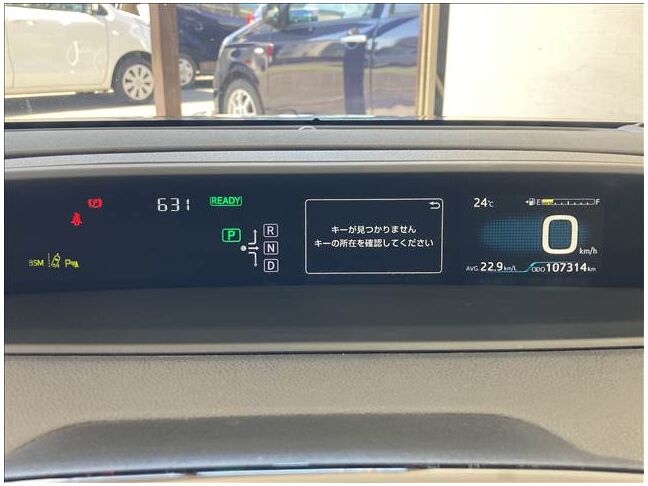 631
READY
P
R
N
D
キーが見つかりません
キーの所在を確認してください
24℃
E F
0 km/h
AVG. 22.9 km/L ODO 107314 km
P
BSM P